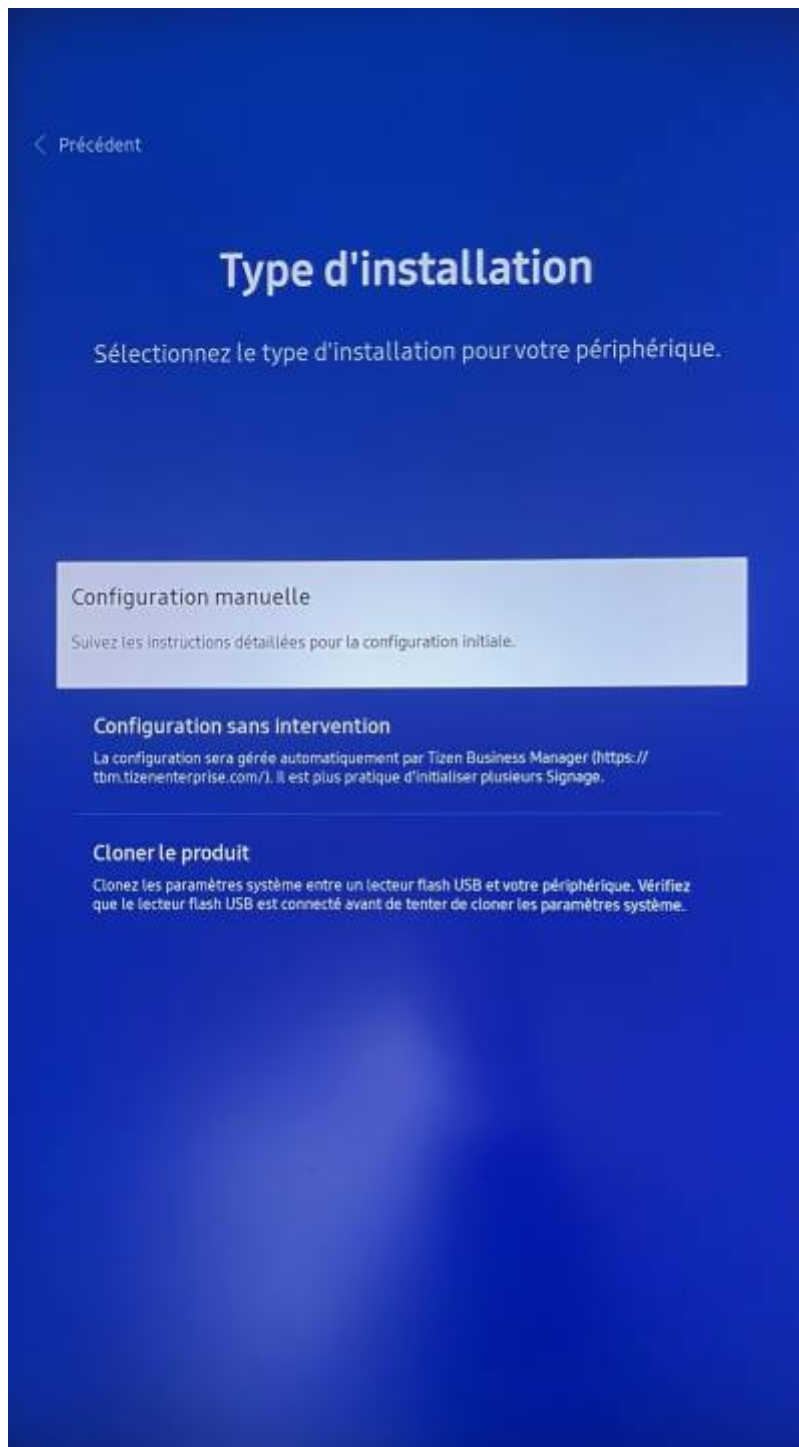 Précédent
Type d'installation
Sélectionnez le type d'installation pour votre périphérique.
Configuration manuelle
Suivez les instructions détaillées pour la configuration initiale.
Configuration sans intervention
La configuration sera gérée automatiquement par Tizen Business Manager (https://
tbm.tizenenterprise.com/). Il est plus pratique d'initialiser plusieurs Signage.
Cloner le produit
Clonez les paramètres système entre un lecteur flash USB et votre périphérique. Vérifiez
que le lecteur flash USB est connecté avant de tenter de cloner les paramètres système.